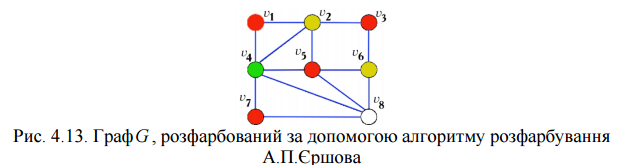 v1 v2 v3
v4 v5 v6
v7 v8
Рис. 4.13. Граф G, розфарбований за допомогою алгоритму розфарбування
А.П.Єршова